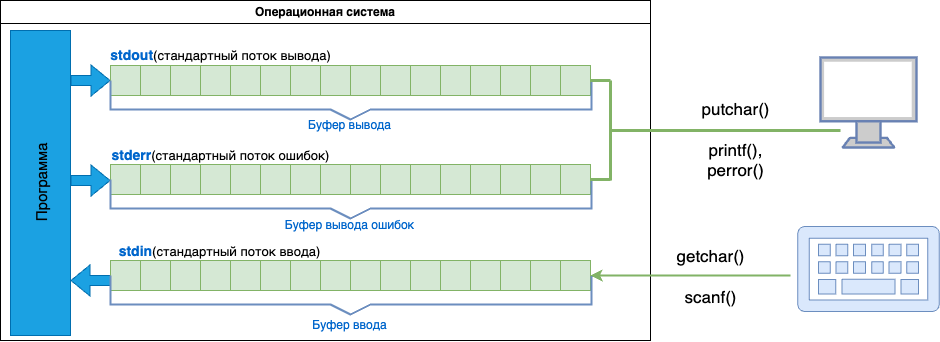 Операционная система
Программа
stdout(стандартный поток вывода)
Буфер вывода
stderr(стандартный поток ошибок)
Буфер вывода ошибок
stdin(стандартный поток ввода)
Буфер ввода
putchar()
printf(),
perror()
getchar()
scanf()